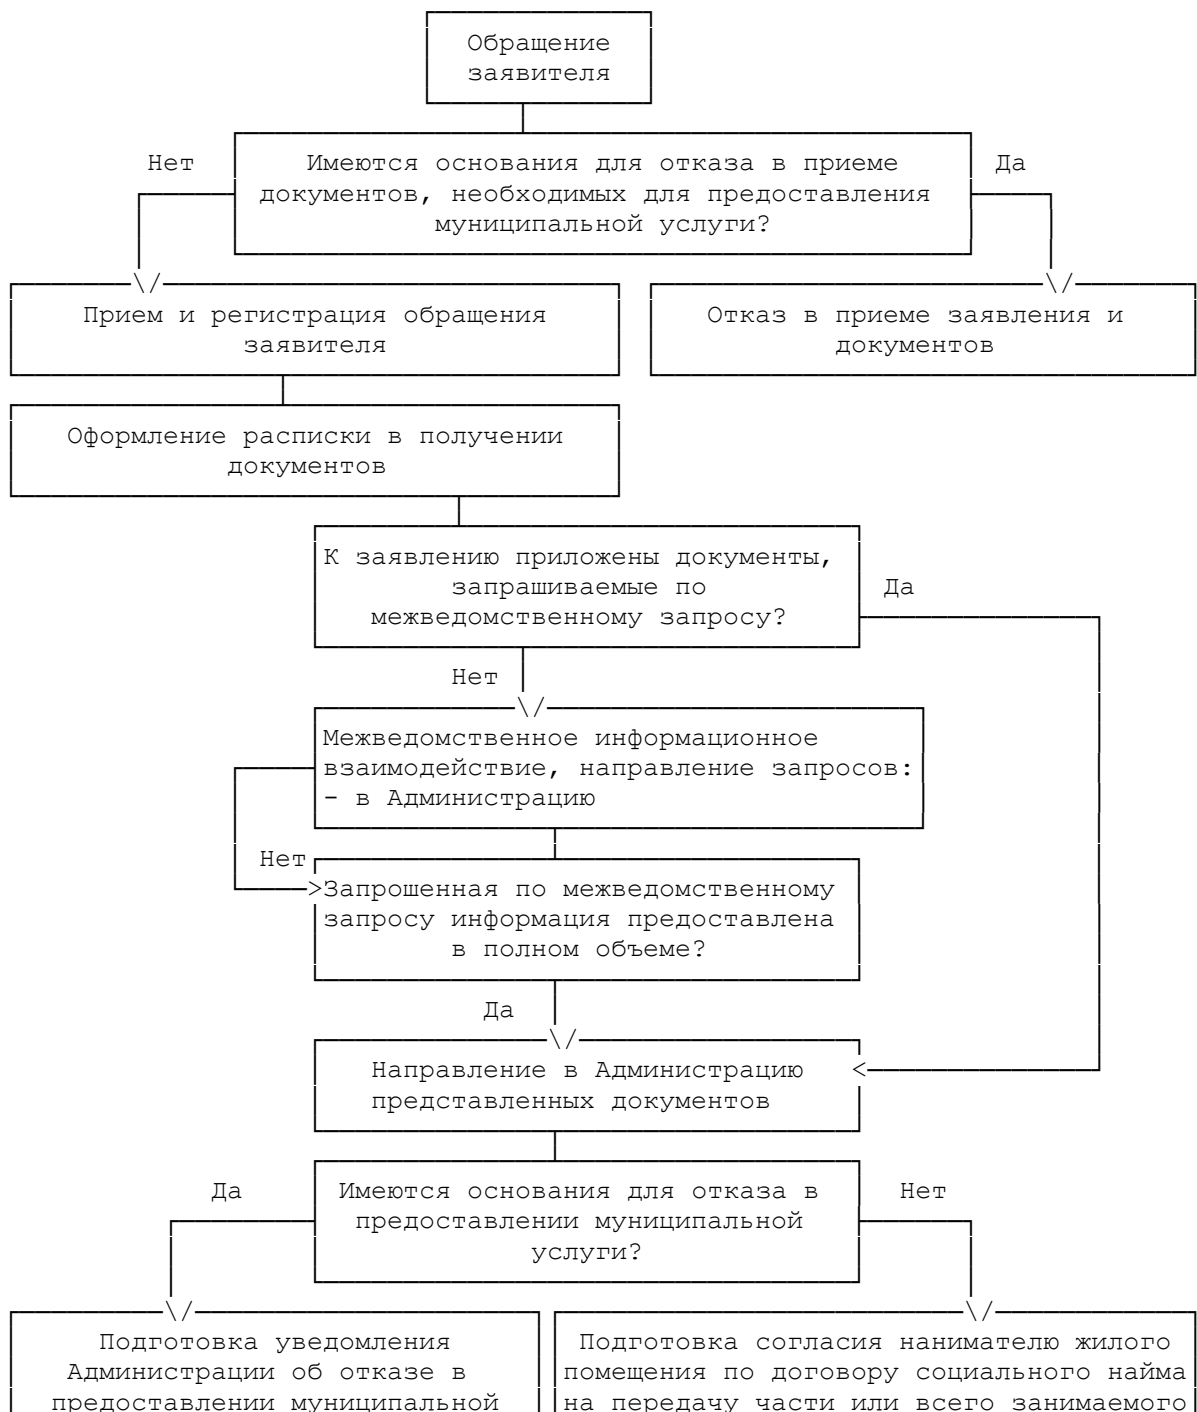 Обращение
заявителя
Нет
Имеются основания для отказа в приеме
документов, необходимых для предоставления
муниципальной услуги?
Да
Прием и регистрация обращения
заявителя
Отказ в приеме заявления и
документов
Оформление расписки в получении
документов
К заявлению приложены документы,
запрашиваемые по
межведомственному запросу?
Да
Нет
Межведомственное информационное
взаимодействие, направление запросов:
- в Администрацию
Нет
Запрошенная по межведомственному
запросу информация предоставлена
в полном объеме?
Да
Направление в Администрацию
представленных документов
Да
Имеются основания для отказа в
предоставлении муниципальной
услуги?
Нет
Подготовка уведомления
Администрации об отказе в
предоставлении муниципальной
Подготовка согласия нанимателю жилого
помещения по договору социального найма
на передачу части или всего занимаемого